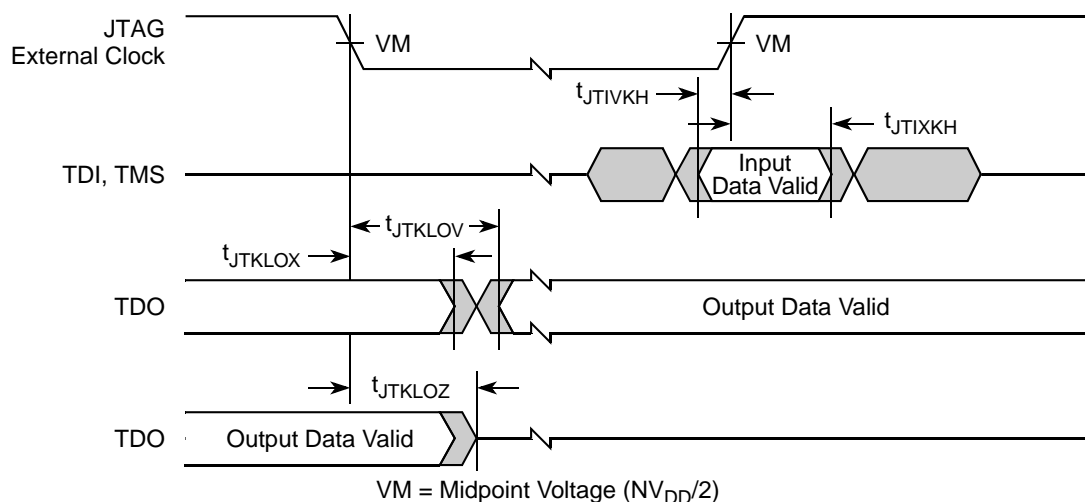 JTAG
External Clock
VM
VM
tJTIVKH
tJTIXKH
TDI, TMS
Input
Data Valid
tJTKLOV
tJTKLOX
TDO
Output Data Valid
tJTKLOZ
TDO
Output Data Valid
VM = Midpoint Voltage (NVDD/2)